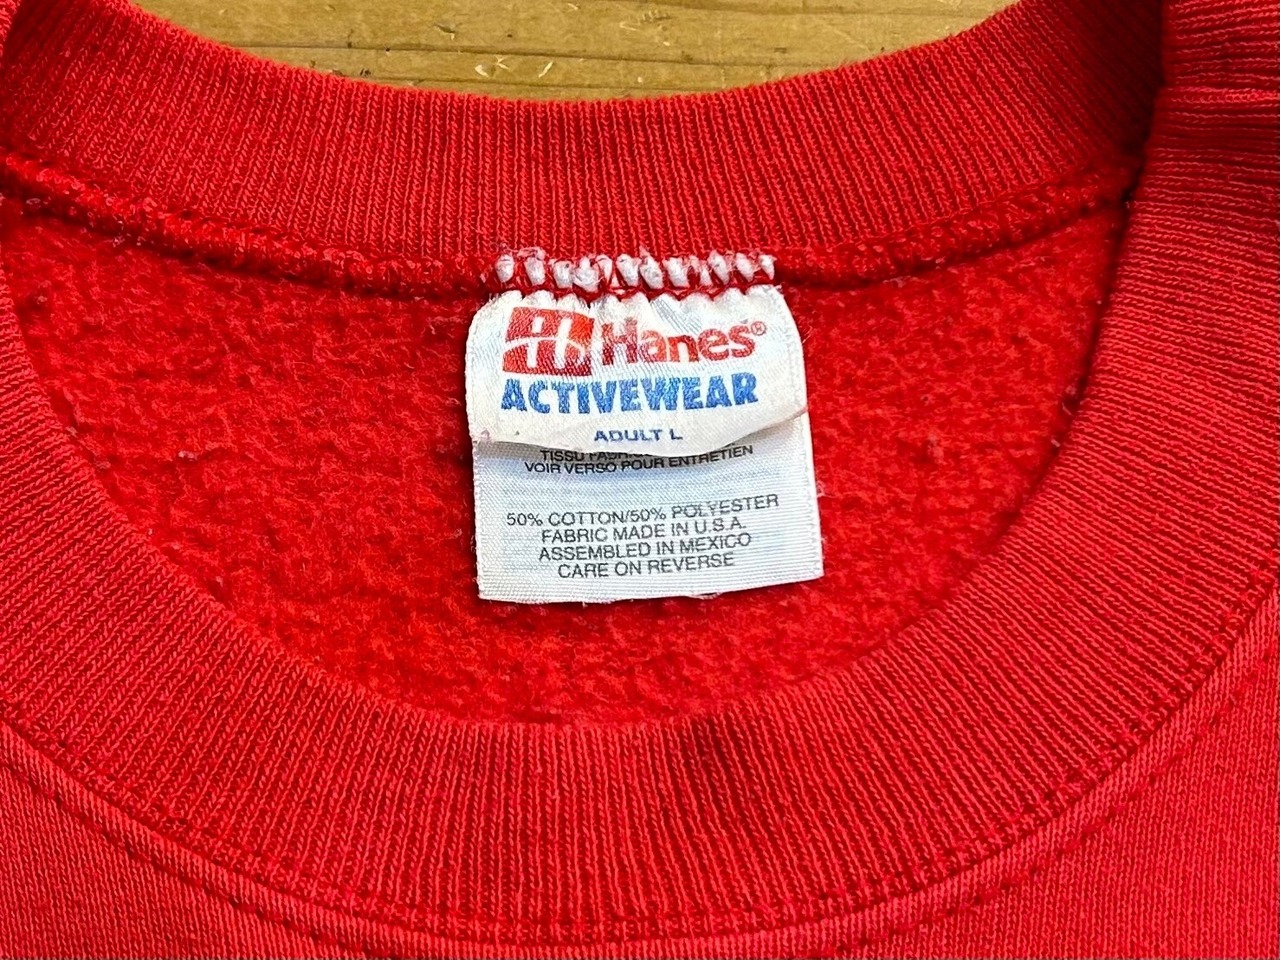 Hanes®
ACTIVEWEAR
ADULT L
TISSU
VOIR VERSO POUR ENTRETIEN
50% COTTON/50% POLYESTER
FABRIC MADE IN U.S.A.
ASSEMBLED IN MEXICO
CARE ON REVERSE